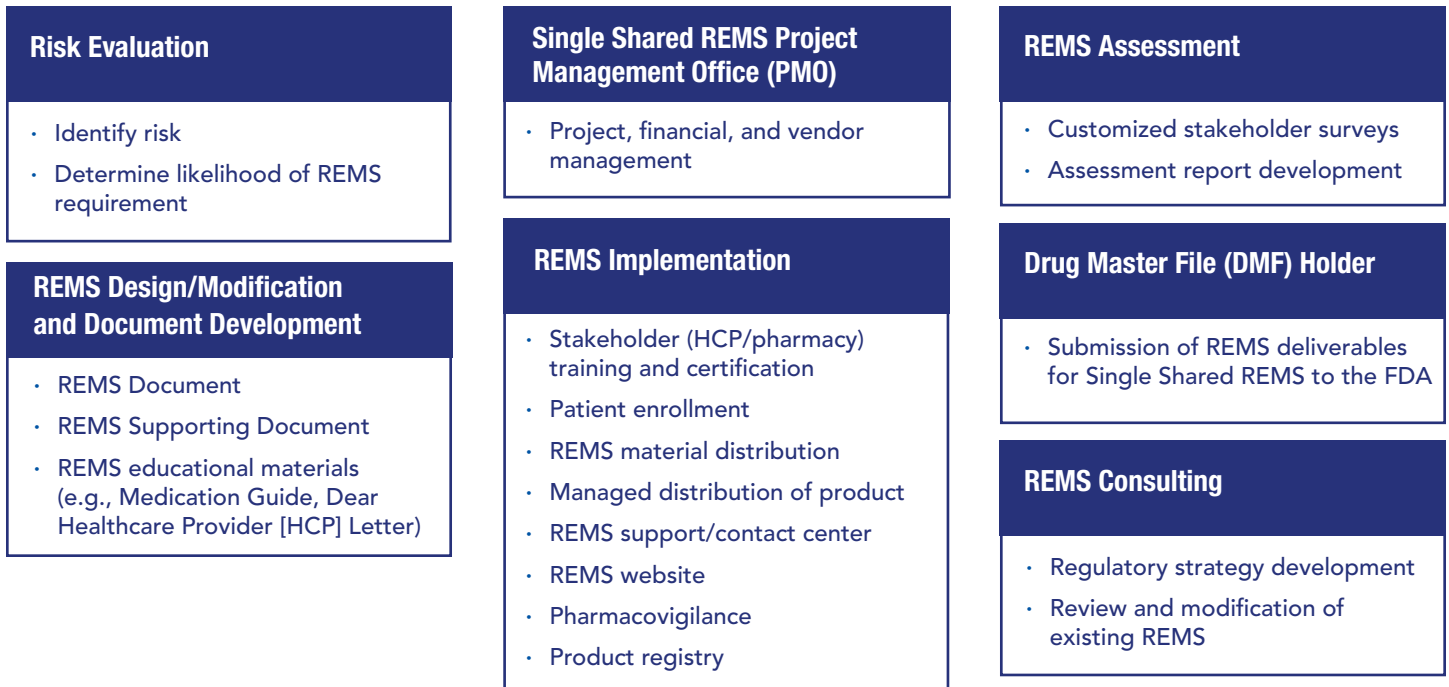 Risk Evaluation
· Identify risk
· Determine likelihood of REMS
requirement
REMS Design/Modification
and Document Development
· REMS Document
· REMS Supporting Document
· REMS educational materials
(e.g., Medication Guide, Dear
Healthcare Provider [HCP] Letter)
Single Shared REMS Project
Management Office (PMO)
· Project, financial, and vendor
management
REMS Implementation
· Stakeholder (HCP/pharmacy)
training and certification
· Patient enrollment
· REMS material distribution
· Managed distribution of product
· REMS support/contact center
· REMS website
· Pharmacovigilance
· Product registry
REMS Assessment
· Customized stakeholder surveys
· Assessment report development
Drug Master File (DMF) Holder
· Submission of REMS deliverables
for Single Shared REMS to the FDA
REMS Consulting
· Regulatory strategy development
· Review and modification of
existing REMS